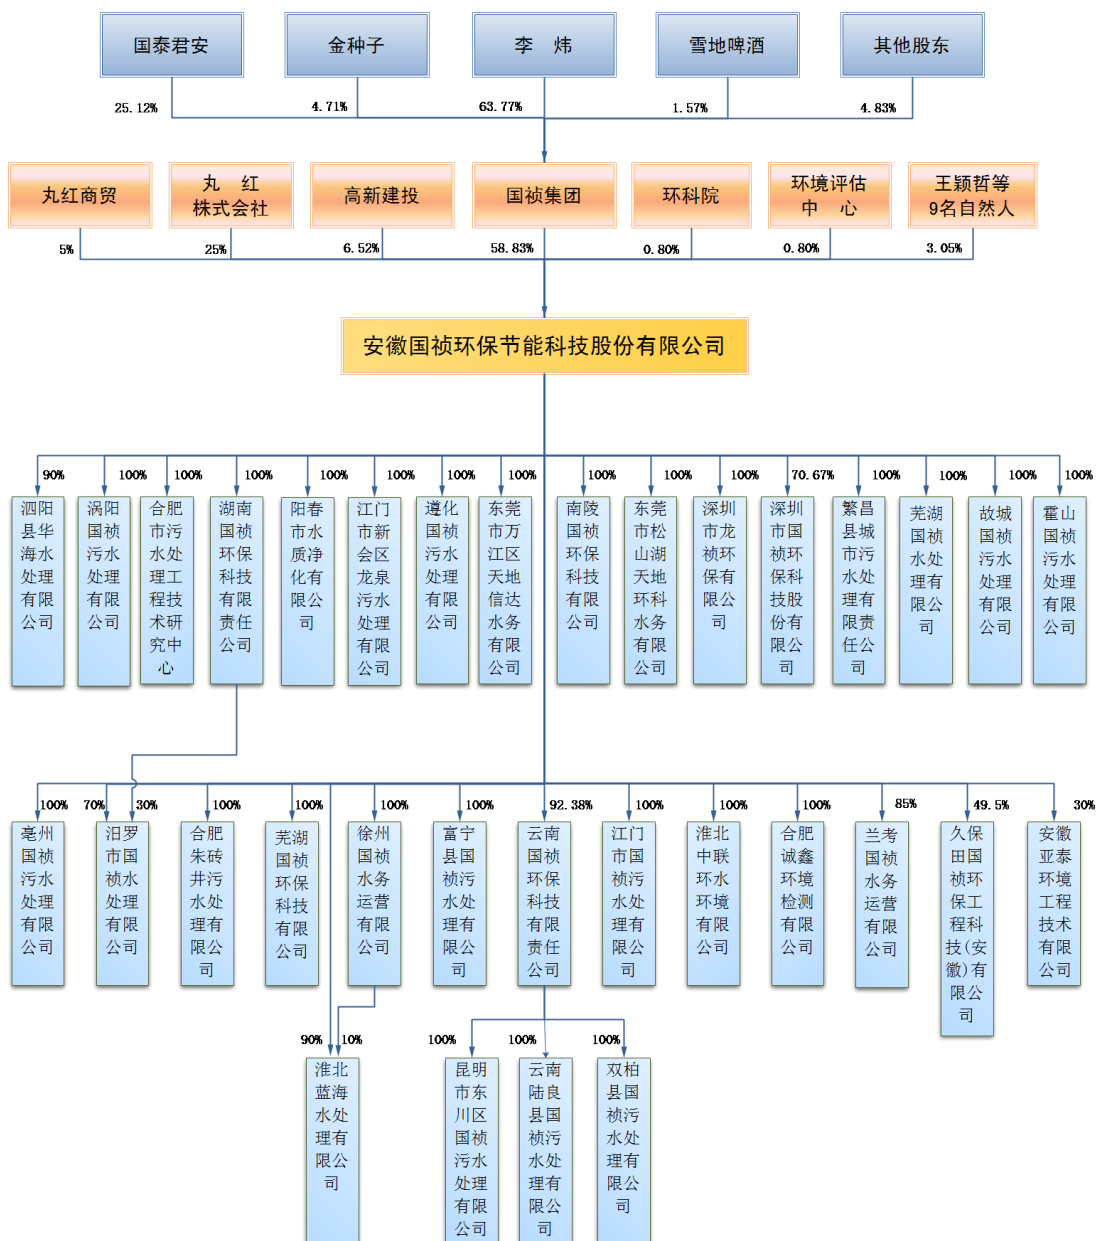 国泰君安
金种子
李 炜
雪地啤酒
其他股东
25.12%
4.71%
63.77%
1.57%
4.83%
丸红商贸
丸 红
株式会社
高新建投
国祯集团
环科院
环境评估
中 心
王颖哲等
9名自然人
5%
25%
6.52%
58.83%
0.80%
0.80%
3.05%
安徽国祯环保节能科技股份有限公司
90%
100%
100%
100%
100%
100%
100%
100%
100%
100%
100%
70.67%
100%
100%
100%
100%
泗阳
县华
海水
处理
有限
公司
涡阳
国祯
污水
处理
有限
公司
合肥
市污
水处
理工
程技
术研
究中
心
湖南
国祯
环保
科技
有限
责任
公司
阳春
市水
质净
化有
限公
司
江门
市新
会区
龙泉
污水
处理
有限
公司
遵化
国祯
污水
处理
有限
公司
东莞
市万
江区
天地
信达
水务
有限
公司
南陵
国祯
环保
科技
有限
公司
东莞
市松
山湖
天地
环科
水务
有限
公司
深圳
市龙
祯环
保有
限公
司
深圳
市国
祯环
保科
技股
份有
限公
司
繁昌
县城
市污
水处
理有
限责
任公
司
芜湖
国祯
水处
理有
限公
司
故城
国祯
污水
处理
有限
公司
霍山
国祯
污水
处理
有限
公司
100%
70%
30%
100%
100%
100%
92.38%
100%
100%
100%
85%
49.5%
30%
亳州
国祯
污水
处理
有限
公司
汨罗
市国
祯水
处理
有限
公司
合肥
朱砖
井污
水处
理有
限公
司
芜湖
国祯
环保
科技
有限
公司
徐州
国祯
水务
运营
有限
公司
富宁
县国
祯污
水处
理有
限公
司
云南
国祯
环保
科技
有限
责任
公司
江门
市国
祯污
水处
理有
限公
司
淮北
中联
环水
环境
有限
公司
合肥
诚鑫
环境
检测
有限
公司
兰考
国祯
水务
运营
有限
公司
久保
田国
祯环
保工
程科
技(安
徽)有
限公
司
安徽
亚泰
环境
工程
技术
有限
公司
90%
10%
100%
100%
100%
淮北
蓝海
水处
理有
限公
司
昆明
市东
川区
国祯
污水
处理
有限
公司
云南
陆良
县国
祯污
水处
理有
限公
司
双柏
县国
祯污
水处
理有
限公
司